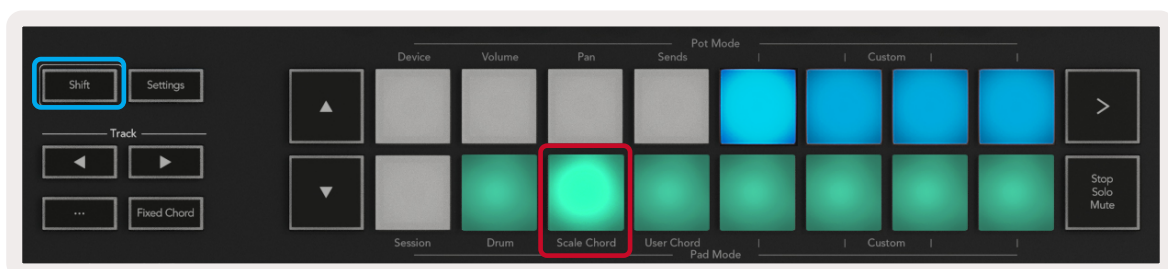 Pot Mode
Device Volume Pan Sends Custom
Shift Settings
Track
... Fixed Chord
Stop
Solo
Mute
Session Drum Scale Chord User Chord Custom
Pad Mode